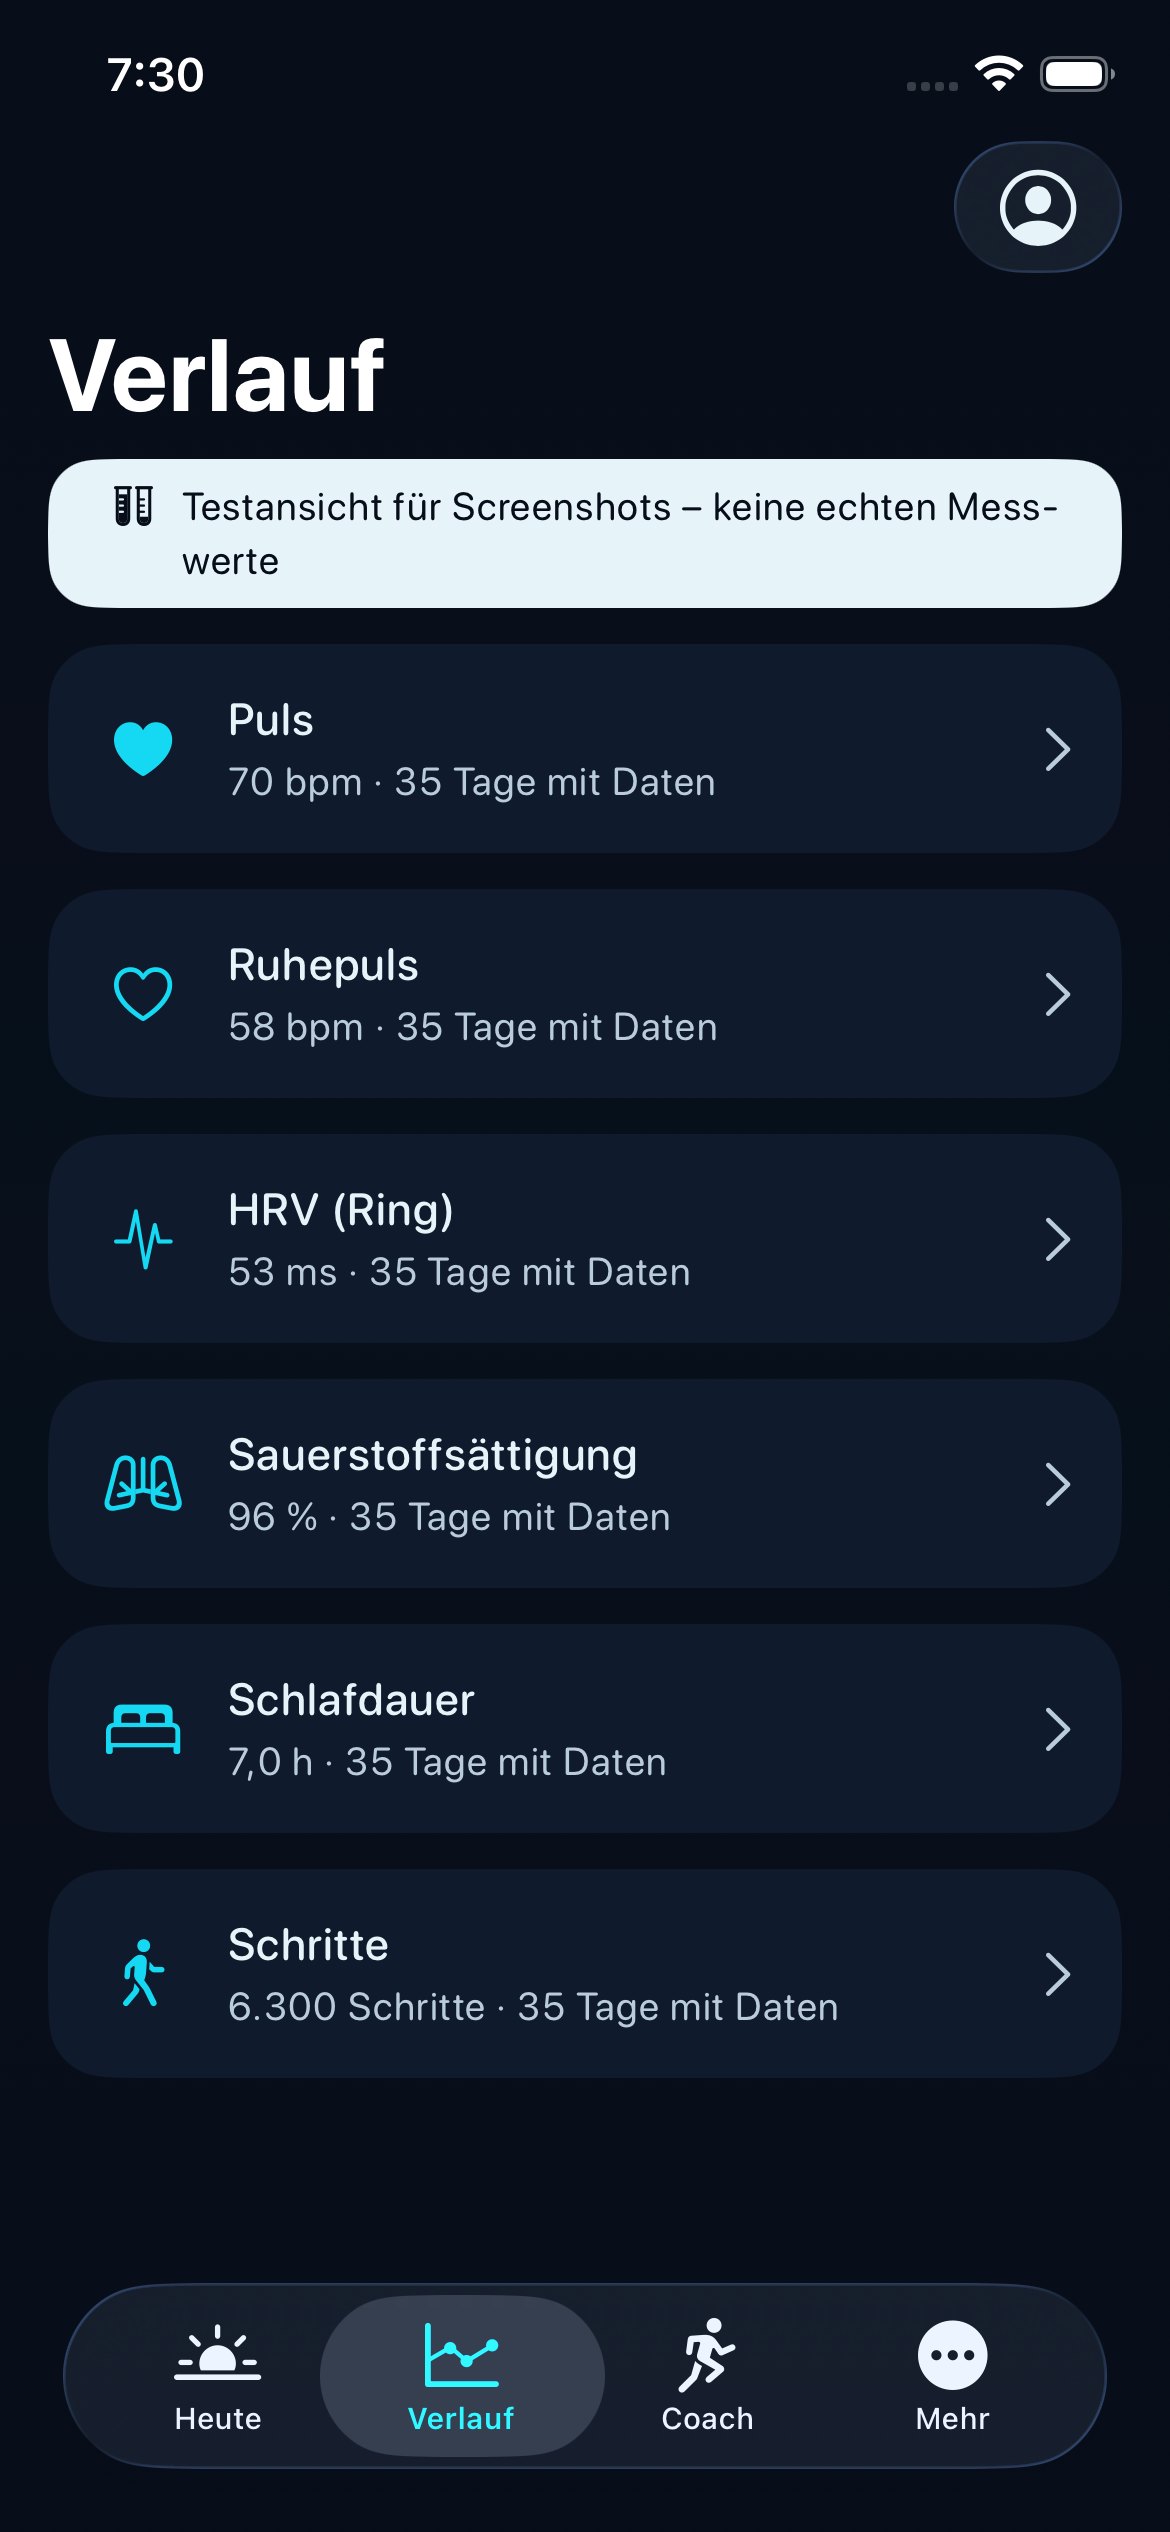 7:30
Verlauf
Testansicht für Screenshots – keine echten Mess-
werte
Puls
70 bpm · 35 Tage mit Daten
Ruhepuls
58 bpm · 35 Tage mit Daten
HRV (Ring)
53 ms · 35 Tage mit Daten
Sauerstoffsättigung
96 % · 35 Tage mit Daten
Schlafdauer
7,0 h · 35 Tage mit Daten
Schritte
6.300 Schritte · 35 Tage mit Daten
Heute
Verlauf
Coach
Mehr